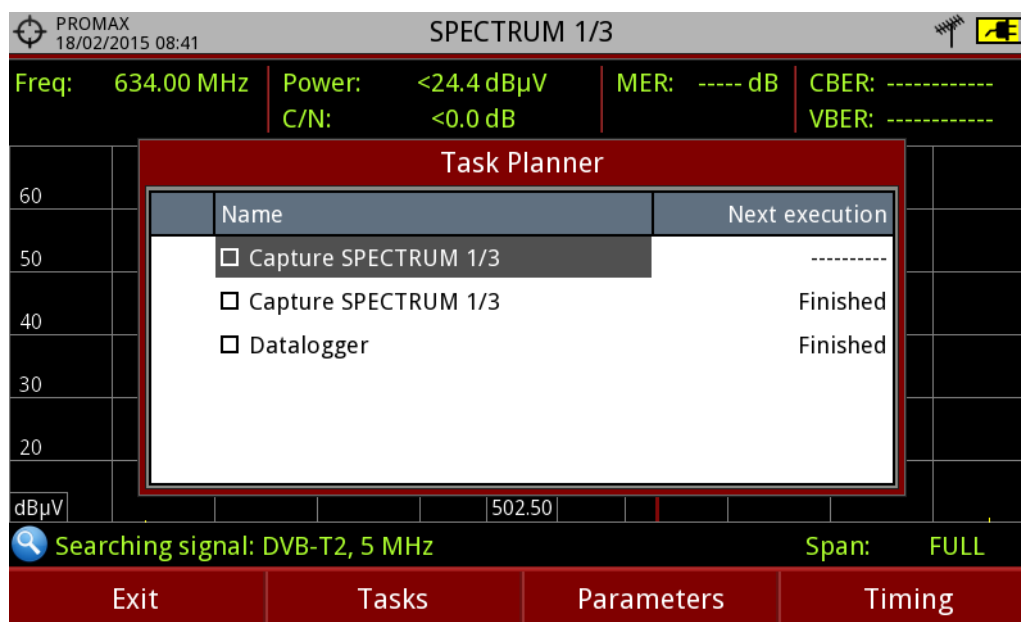 PROMAX
18/02/2015 08:41
SPECTRUM 1/3
Freq: 634.00 MHz Power: <24.4 dBµV MER: ----- dB CBER: ------------
C/N: <0.0 dB VBER: ------------
Task Planner
Name Next execution
Capture SPECTRUM 1/3 ----------
Capture SPECTRUM 1/3 Finished
Datalogger Finished
60
50
40
30
20
dBµV 502.50
Searching signal: DVB-T2, 5 MHz Span: FULL
Exit Tasks Parameters Timing